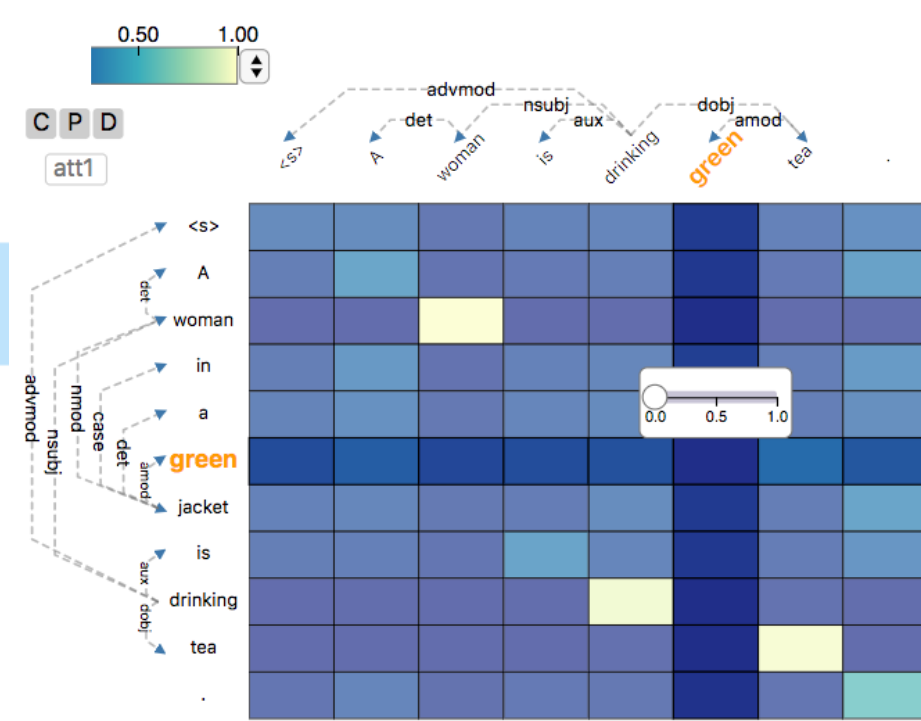 0.50 1.00
C P D
att1
advmod
nsubj dobj
det aux amod
<s> A woman is drinking green tea .
<s>
A
woman
in
a
green
jacket
is
drinking
tea
.
det
advmod
nsubj
nmod
case
det
amod
aux
dobj
0.0 0.5 1.0